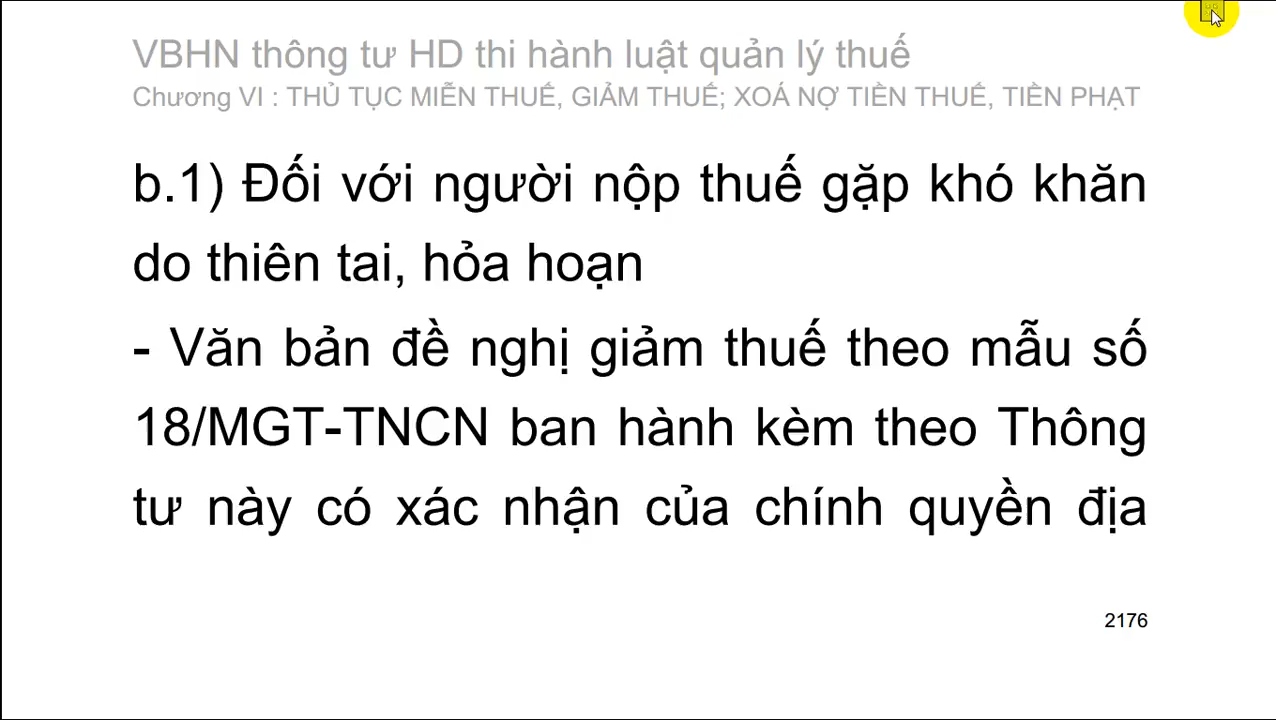 VBHN thông tư HD thi hành luật quản lý thuế
Chương VI : THỦ TỤC MIỄN THUẾ, GIẢM THUẾ; XOÁ NỢ TIỀN THUẾ, TIỀN PHẠT
b.1) Đối với người nộp thuế gặp khó khăn
do thiên tai, hỏa hoạn
- Văn bản đề nghị giảm thuế theo mẫu số
18/MGT-TNCN ban hành kèm theo Thông
tư này có xác nhận của chính quyền địa
2176